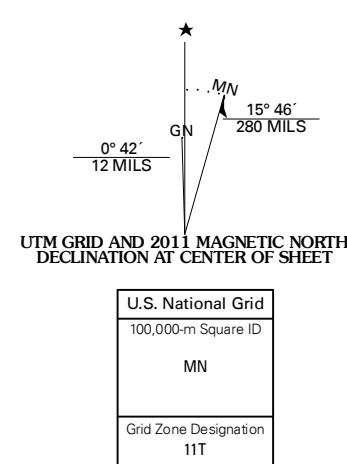 ★
MN
15° 46´
280 MILS
GN
0° 42´
12 MILS
UTM GRID AND 2011 MAGNETIC NORTH
DECLINATION AT CENTER OF SHEET
U.S. National Grid
100,000-m Square ID
MN
Grid Zone Designation
11T